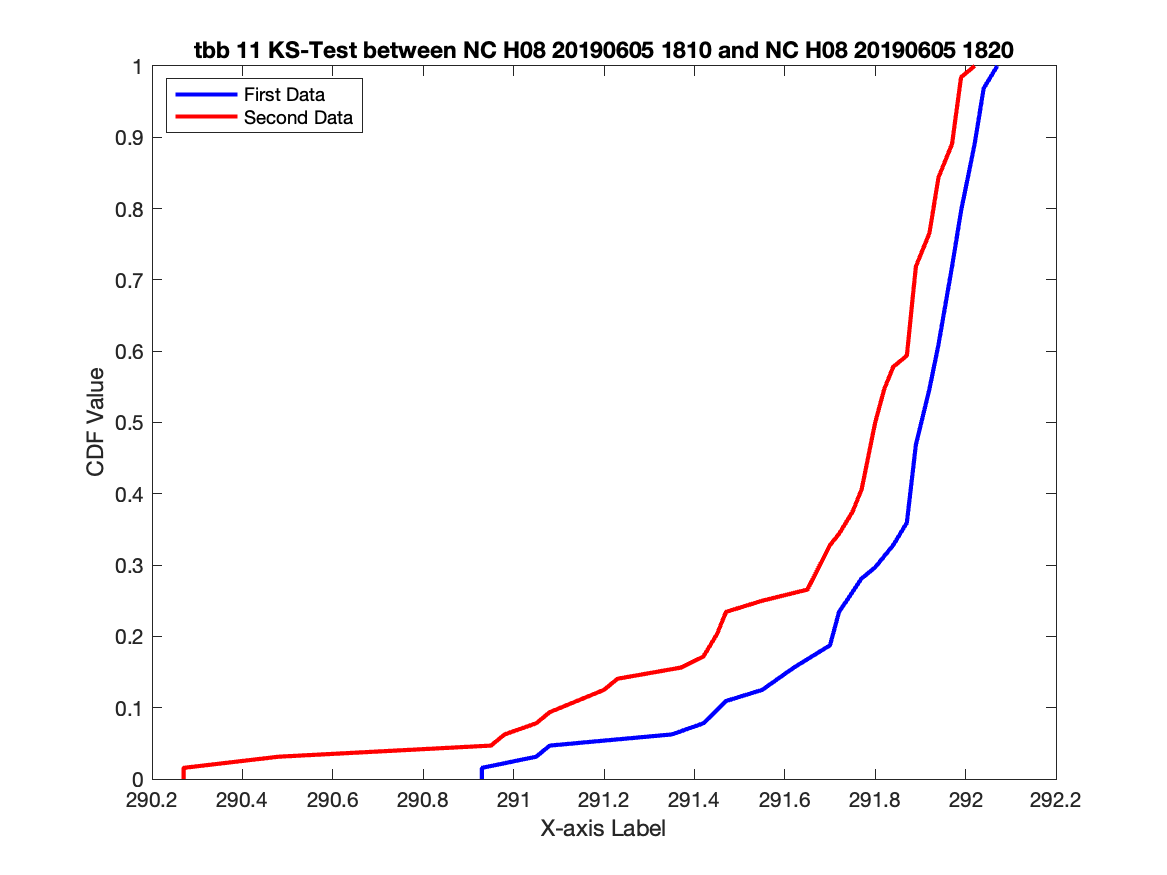 tbb 11 KS-Test between NC H08 20190605 1810 and NC H08 20190605 1820
First Data
Second Data
1
0.9
0.8
0.7
0.6
0.5
0.4
0.3
0.2
0.1
0
CDF Value
290.2 290.4 290.6 290.8 291 291.2 291.4 291.6 291.8 292 292.2
X-axis Label